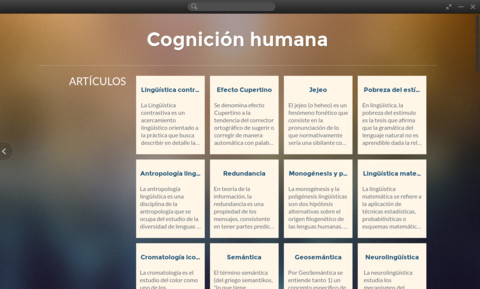 Cognición humana
ARTÍCULOS
Lingüística contr...
La Lingüística
contrastiva es un
acercamiento
lingüístico orientado a
la práctica que busca
describir en detalle la...
Efecto Cupertino
Se denomina efecto
Cupertino a la
tendencia del corrector
ortográfico de sugerir o
corregir de manera
automática con palab...
Jejeo
El jejeo (o heheo) es un
fenómeno fonético que
consiste en la
pronunciación de lo
que normativamente
sería una sibilante co...
Pobreza del estí...
En lingüística, la
pobreza del estímulo
es la tesis que afirma
que la gramática del
lenguaje natural no es
aprendible dada la rel...
Antropología ling...
La antropología
lingüística es una
disciplina de la
antropología que se
ocupa del estudio de la
diversidad de lenguas ...
Redundancia
En teoría de la
información, la
redundancia es una
propiedad de los
mensajes, consistente
en tener partes predic...
Monogénesis y p...
La monogénesis y la
poligénesis lingüísticas
son dos hipótesis
alternativas sobre el
origen filogenético de
las lenguas humanas. ...
Lingüística mate...
La lingüística
matemática se refiere a
la aplicación de
técnicas estadísticas,
probabilísticas o
esquemas matemátic...
Cromatología (co...
La cromatología es el
estudio del color como
uno de los
Semántica
El término semántica
(del griego semantikos,
"lo que tiene
Geosemántica
Por GeoSemántica se
entiende tanto 1) un
concepto específico de
Neurolingüística
La neurolingüística
estudia los
mecanismos del